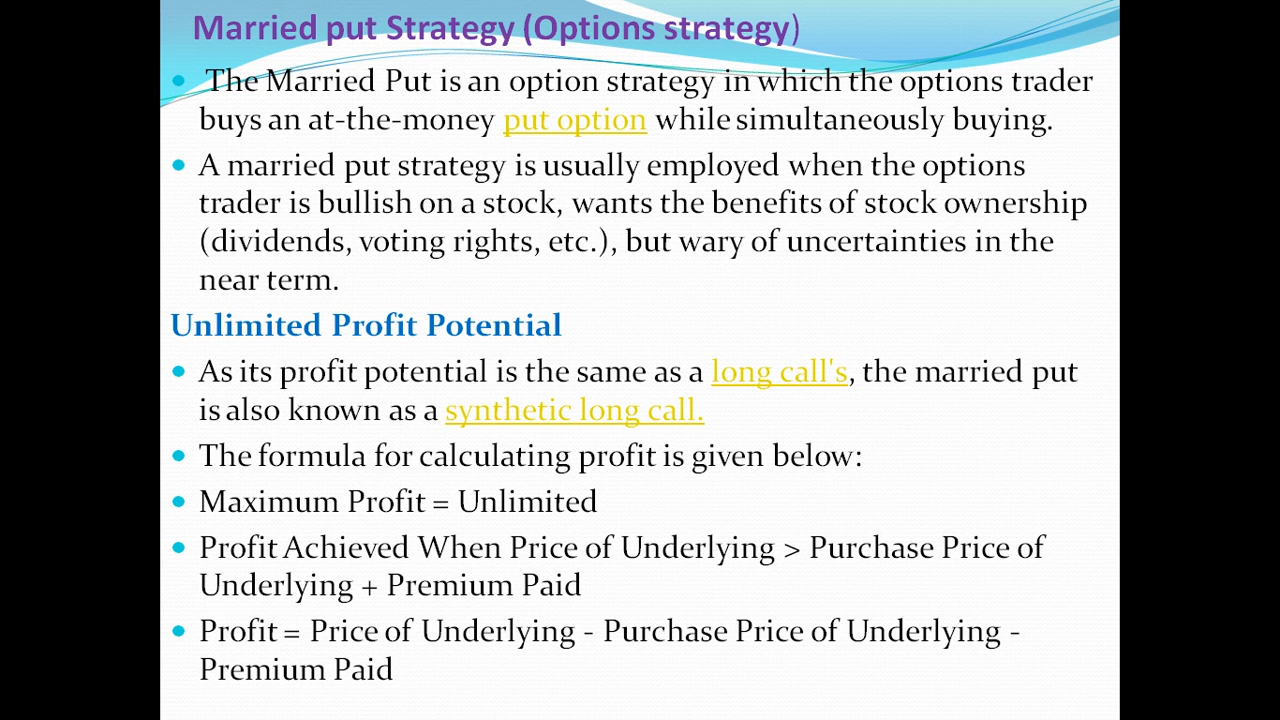 Married put Strategy (Options strategy)
The Married Put is an option strategy in which the options trader
buys an at-the-money put option while simultaneously buying.
A married put strategy is usually employed when the options
trader is bullish on a stock, wants the benefits of stock ownership
(dividends, voting rights, etc.), but wary of uncertainties in the
near term.
Unlimited Profit Potential
As its profit potential is the same as a long call's, the married put
is also known as a synthetic long call.
The formula for calculating profit is given below:
Maximum Profit = Unlimited
Profit Achieved When Price of Underlying > Purchase Price of
Underlying + Premium Paid
Profit = Price of Underlying - Purchase Price of Underlying -
Premium Paid